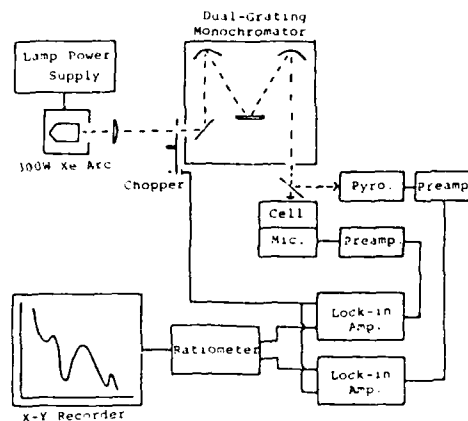 Dual-Grating
Monochromator
Lamp Power
Supply
300W Xe Arc
Chopper
Pyro.
Preamp
Cell
Mic.
Preamp.
Lock-in
Amp.
Ratiometer
Lock-in
Amp.
X-Y Recorder